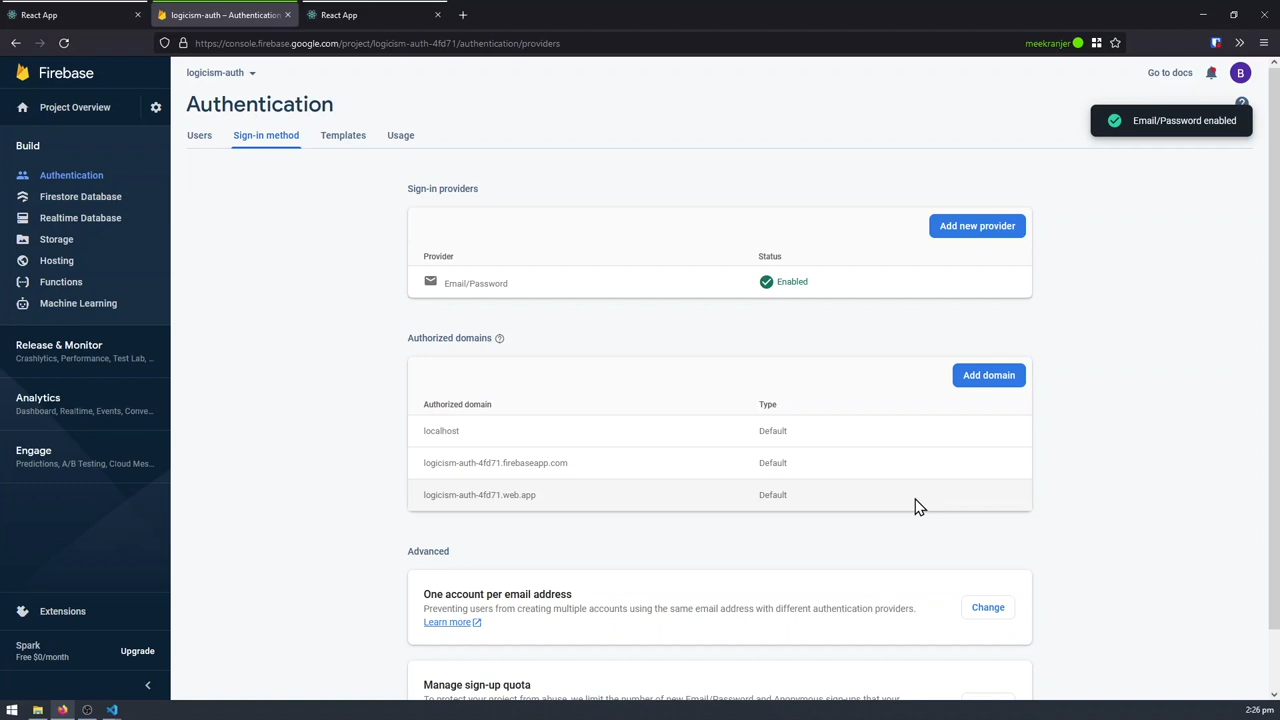 React App
logicism-auth – Authentication
React App
https://console.firebase.google.com/project/logicism-auth-4fd71/authentication/providers
meekranjer
Firebase
logicism-auth
Go to docs
B
Project Overview
Authentication
?
Email/Password enabled
Users
Sign-in method
Templates
Usage
Build
Authentication
Firestore Database
Realtime Database
Storage
Hosting
Functions
Machine Learning
Release & Monitor
Crashlytics, Performance, Test Lab, ...
Analytics
Dashboard, Realtime, Events, Conve...
Engage
Predictions, A/B Testing, Cloud Mes...
Extensions
Spark
Free $0/month
Upgrade
Sign-in providers
Add new provider
Provider
Status
Email/Password
Enabled
Authorized domains
Add domain
Authorized domain
Type
localhost
Default
logicism-auth-4fd71.firebaseapp.com
Default
logicism-auth-4fd71.web.app
Default
Advanced
One account per email address
Preventing users from creating multiple accounts using the same email address with different authentication providers.
Learn more
Change
Manage sign-up quota
To protect your project from abuse, we limit the number of new Email/Password and Anonymous sign-ups that your
2:26 pm